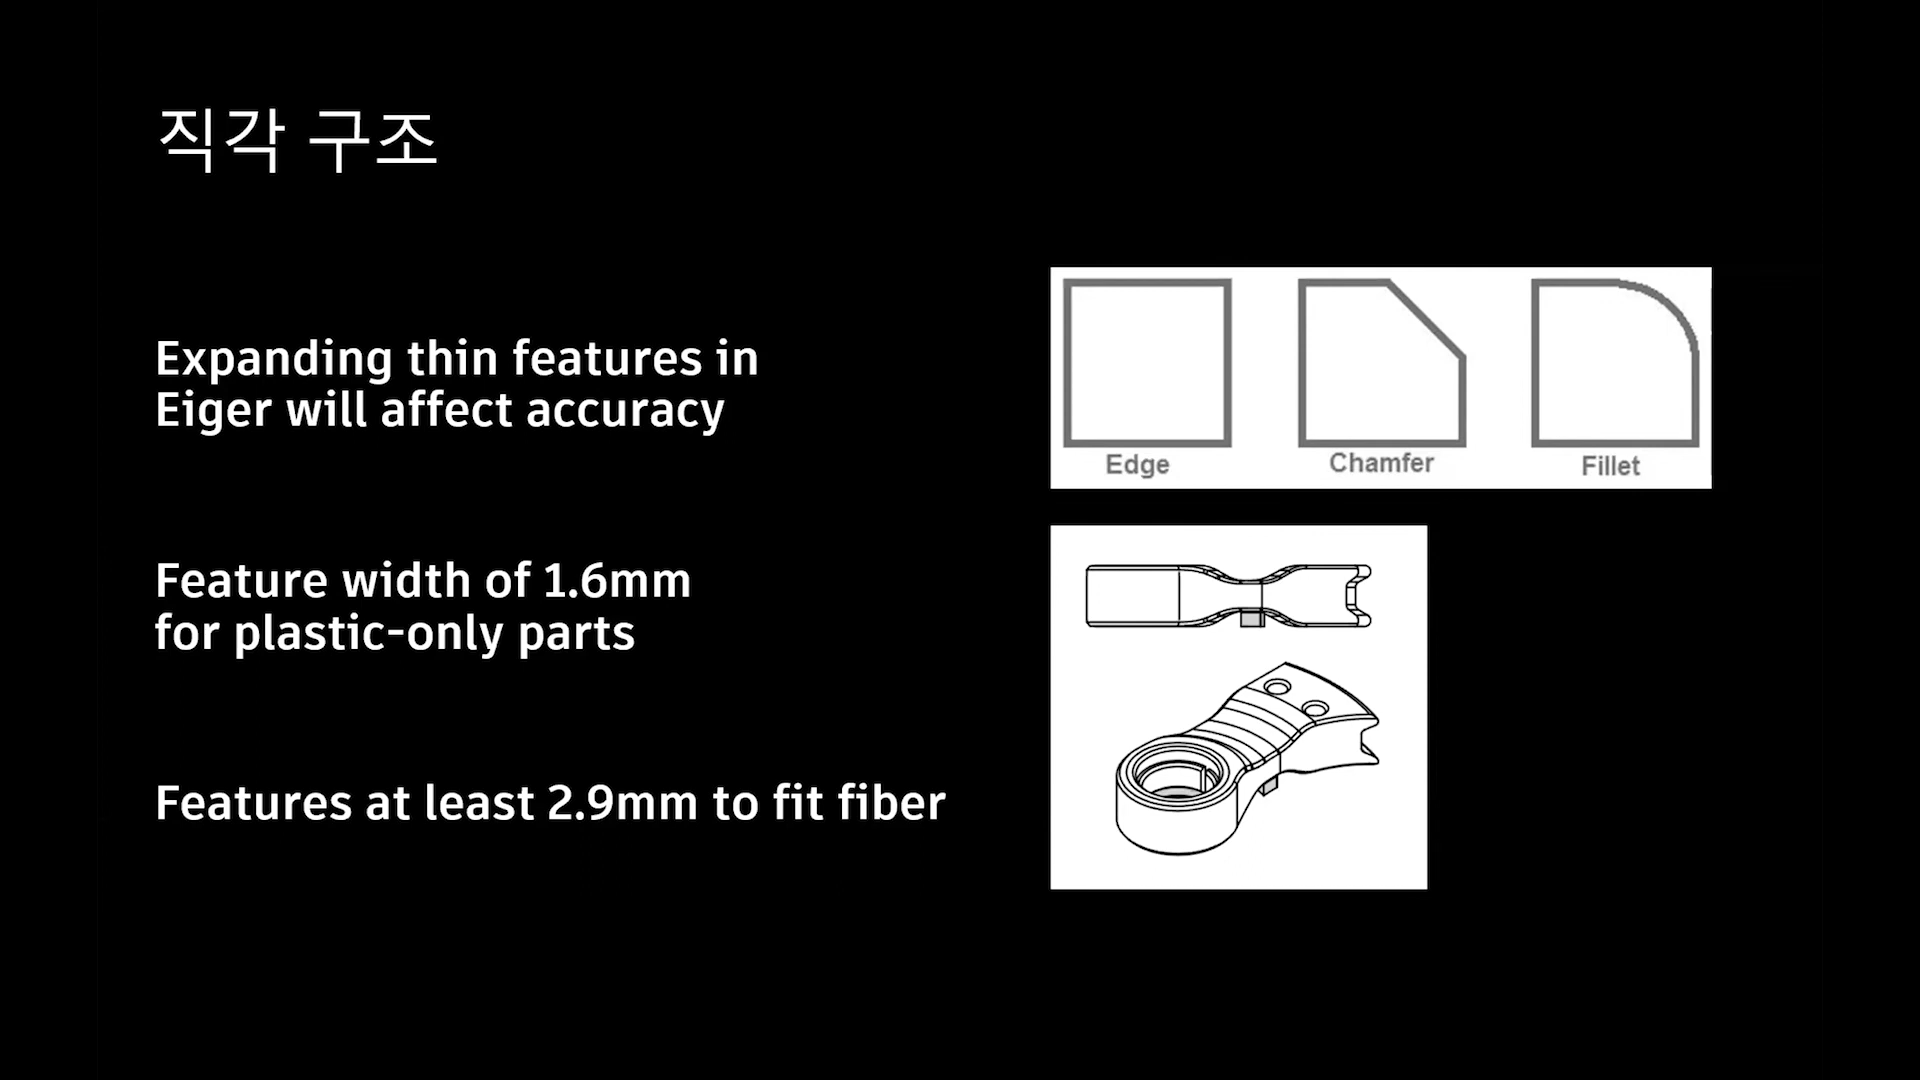 직각 구조
Expanding thin features in
Eiger will affect accuracy
Feature width of 1.6mm
for plastic-only parts
Features at least 2.9mm to fit fiber
Edge
Chamfer
Fillet